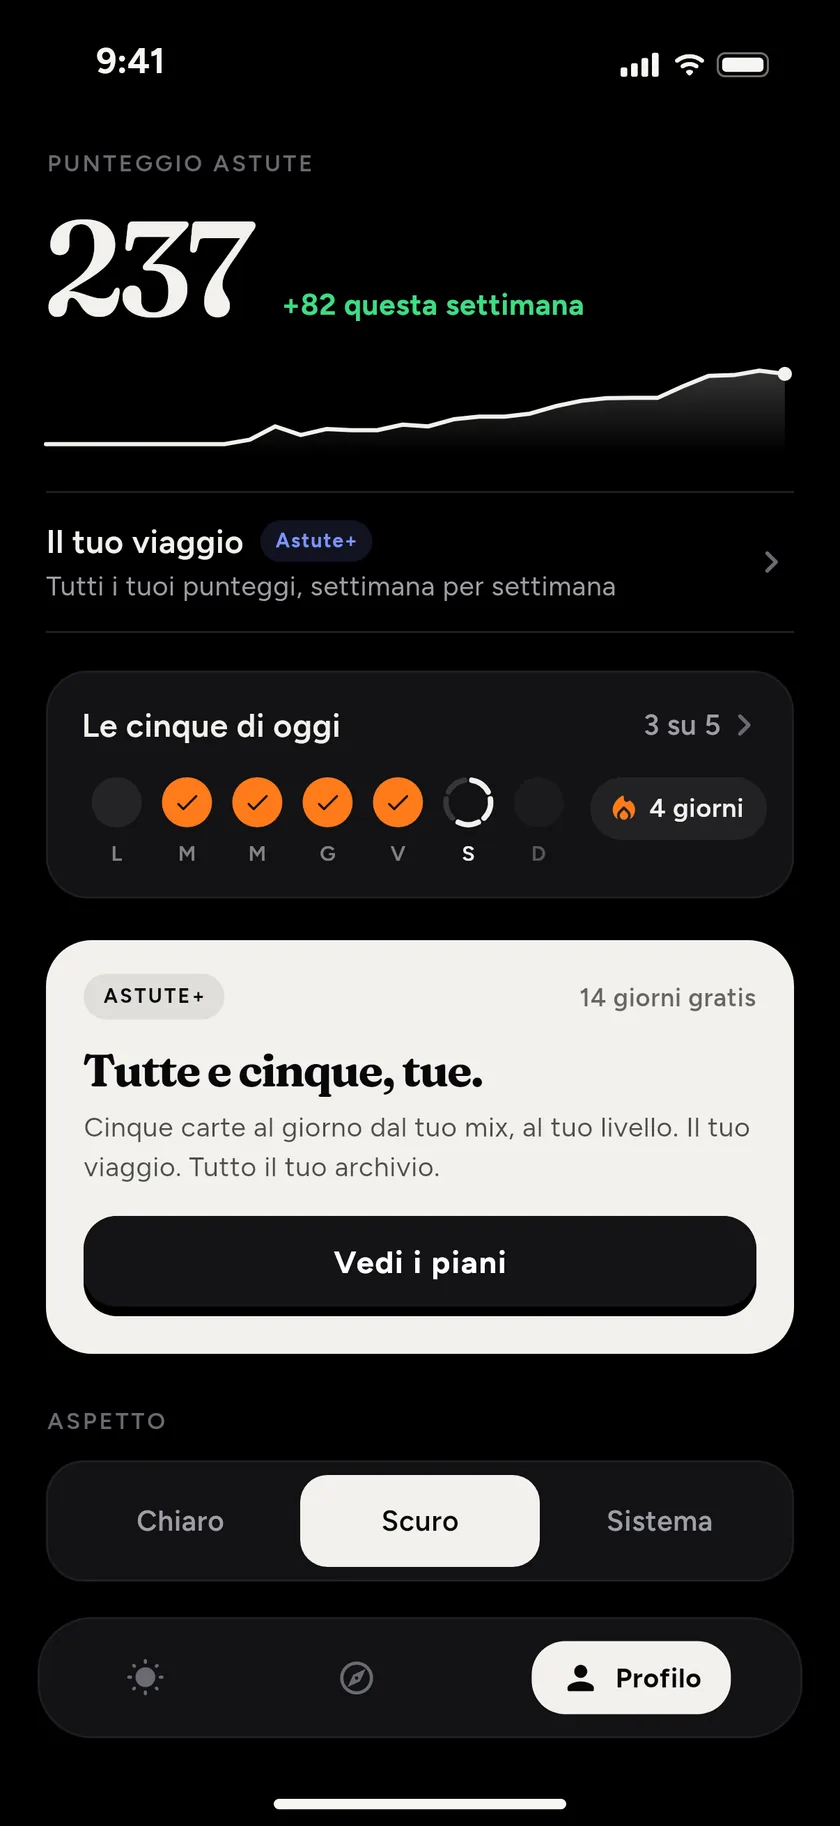 9:41
PUNTEGGIO ASTUTE
237
+82 questa settimana
Il tuo viaggio
Astute+
Tutti i tuoi punteggi, settimana per settimana
Le cinque di oggi
3 su 5
4 giorni
L M M G V S D
ASTUTE+
14 giorni gratis
Tutte e cinque, tue.
Cinque carte al giorno dal tuo mix, al tuo livello. Il tuo
viaggio. Tutto il tuo archivio.
Vedi i piani
ASPETTO
Chiaro
Scuro
Sistema
Profilo